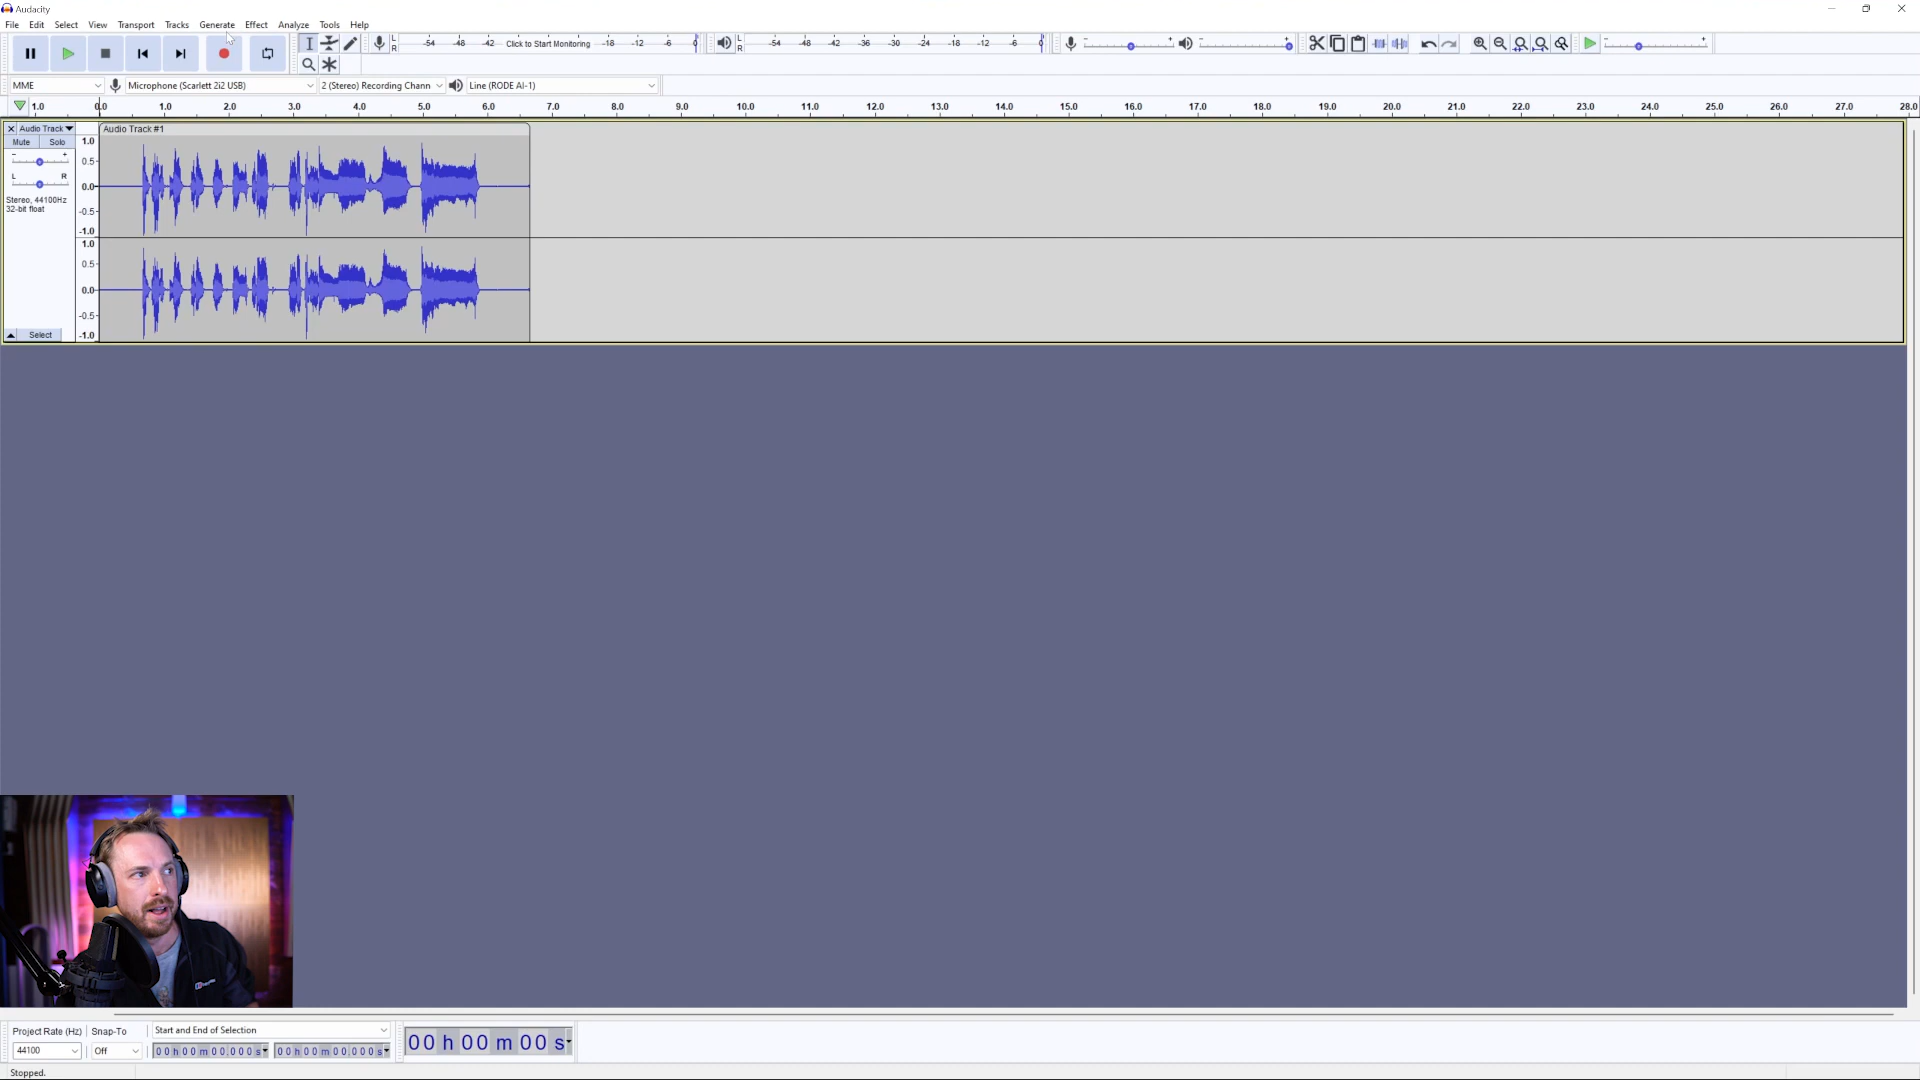 Audacity
File Edit Select View Transport Tracks Generate Effect Analyze Tools Help
L R -54 -48 -42 Click to Start Monitoring -18 -12 -6 0
L R -54 -48 -42 -36 -30 -24 -18 -12 -6 0
MME Microphone (Scarlett 2i2 USB) 2 (Stereo) Recording Chann Line (RODE AI-1)
1.0 0.0 1.0 2.0 3.0 4.0 5.0 6.0 7.0 8.0 9.0 10.0 11.0 12.0 13.0 14.0 15.0 16.0 17.0 18.0 19.0 20.0 21.0 22.0 23.0 24.0 25.0 26.0 27.0 28.0
Audio Track Audio Track #1
Mute Solo
1.0
0.5
0.0
-0.5
-1.0
L R
Stereo, 44100Hz
32-bit float
1.0
0.5
0.0
-0.5
-1.0
Select
Project Rate (Hz) Snap-To Start and End of Selection
44100 Off 00 h 00 m 00.000 s 00 h 00 m 00.000 s 00 h 00 m 00 s
Stopped.